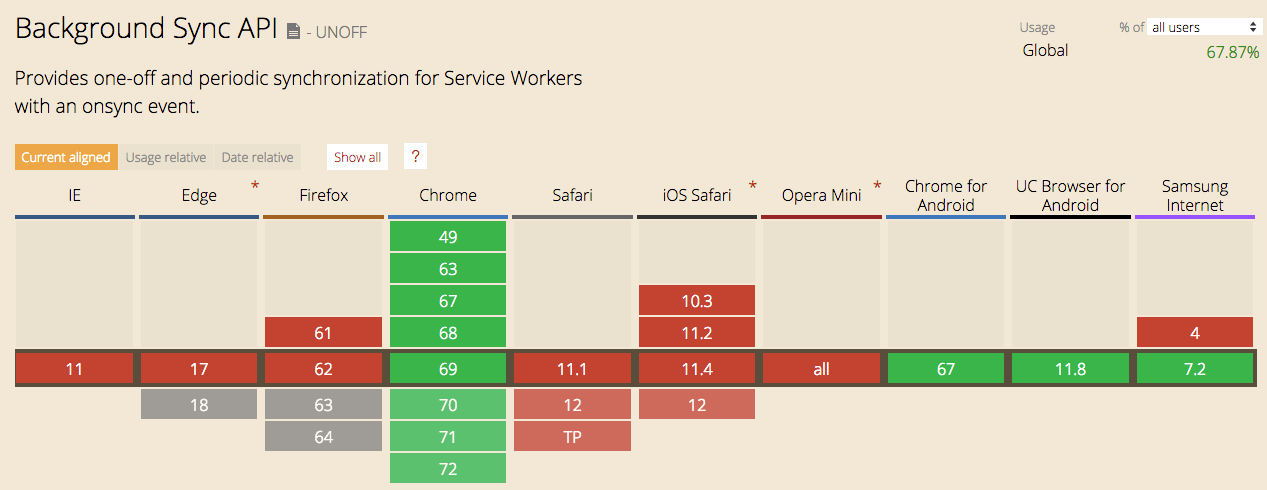 Background Sync API - UNOFF
Usage % of all users
Global 67.87%
Provides one-off and periodic synchronization for Service Workers
with an onsync event.
Current aligned Usage relative Date relative Show all ?
IE Edge * Firefox Chrome Safari iOS Safari * Opera Mini * Chrome for Android UC Browser for Android Samsung Internet
49
63
67 10.3
61 68 11.2 4
11 17 62 69 11.1 11.4 all 67 11.8 7.2
18 63 70 12 12
64 71 TP
72